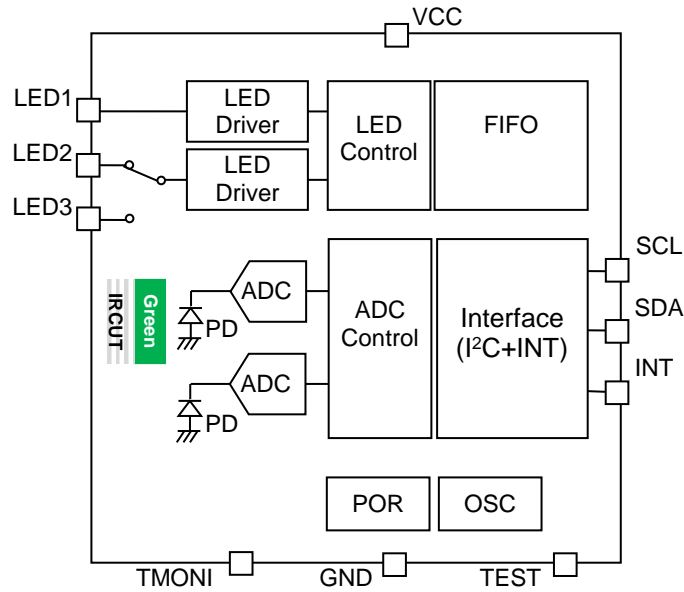 VCC
LED1
LED
Driver
LED
Control
FIFO
LED2
LED
Driver
LED3
SCL
IRCUT
Green
ADC
PD
ADC
Control
Interface
(I²C+INT)
SDA
INT
ADC
PD
POR
OSC
TMONI
GND
TEST